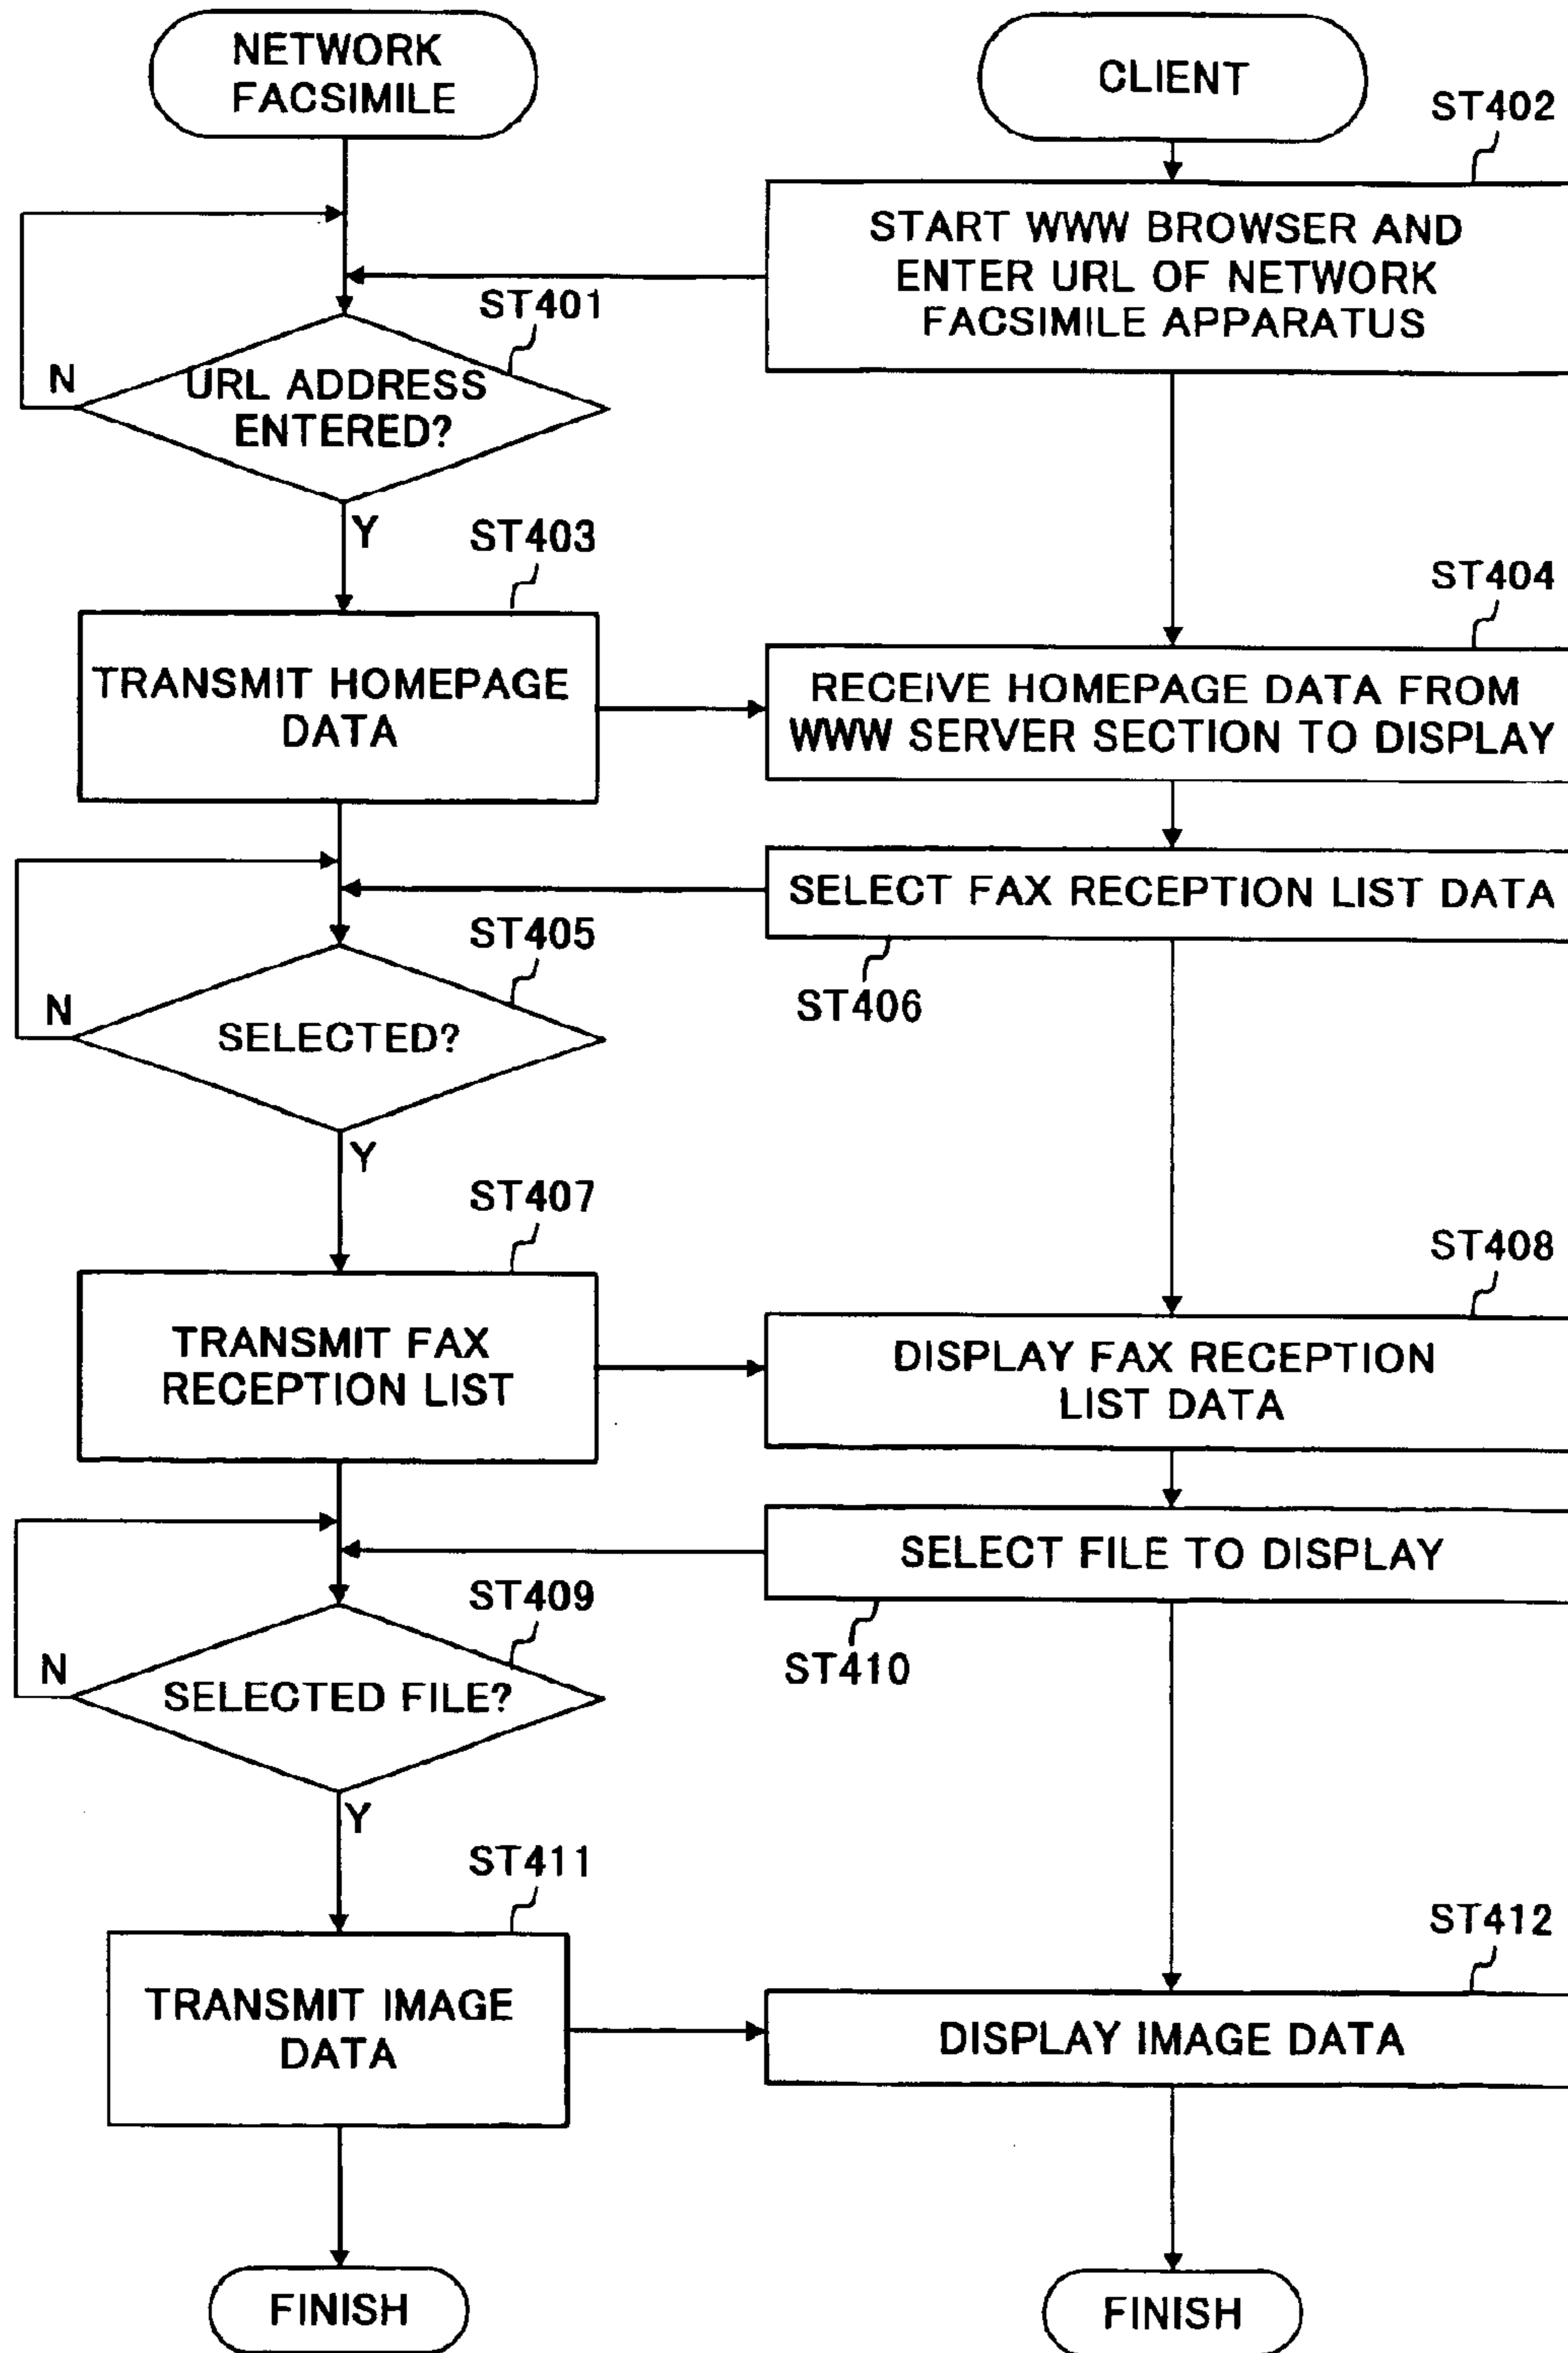 NETWORK
FACSIMILE
CLIENT
ST402
START WWW BROWSER AND
ENTER URL OF NETWORK
FACSIMILE APPARATUS
ST401
N
URL ADDRESS
ENTERED?
Y
ST403
TRANSMIT HOMEPAGE
DATA
ST404
RECEIVE HOMEPAGE DATA FROM
WWW SERVER SECTION TO DISPLAY
SELECT FAX RECEPTION LIST DATA
ST406
ST405
N
SELECTED?
Y
ST407
TRANSMIT FAX
RECEPTION LIST
ST408
DISPLAY FAX RECEPTION
LIST DATA
SELECT FILE TO DISPLAY
ST410
ST409
N
SELECTED FILE?
Y
ST411
TRANSMIT IMAGE
DATA
ST412
DISPLAY IMAGE DATA
FINISH
FINISH